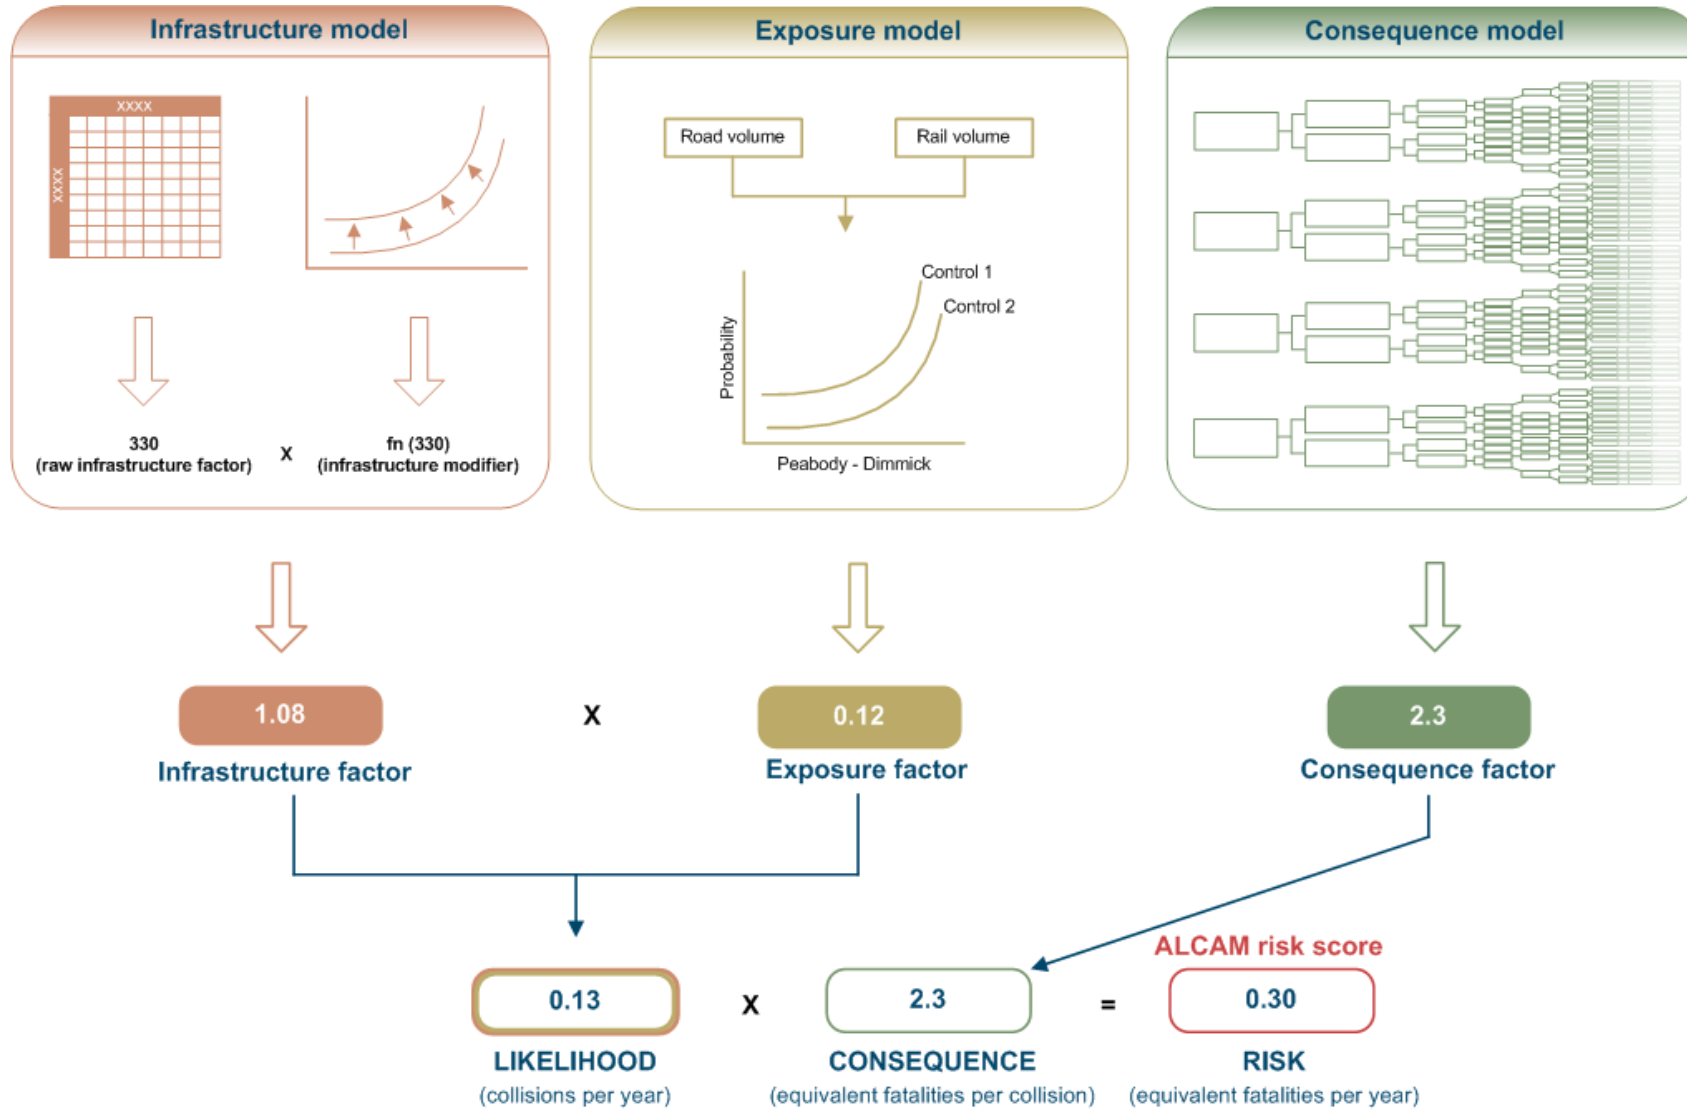 Infrastructure model
XXXX
XXXX
330
(raw infrastructure factor)
X
fn (330)
(infrastructure modifier)
Exposure model
Road volume
Rail volume
Control 1
Control 2
Probability
Peabody - Dimmick
Consequence model
1.08
X
0.12
2.3
Infrastructure factor
Exposure factor
Consequence factor
ALCAM risk score
0.13
X
2.3
=
0.30
LIKELIHOOD
(collisions per year)
CONSEQUENCE
(equivalent fatalities per collision)
RISK
(equivalent fatalities per year)